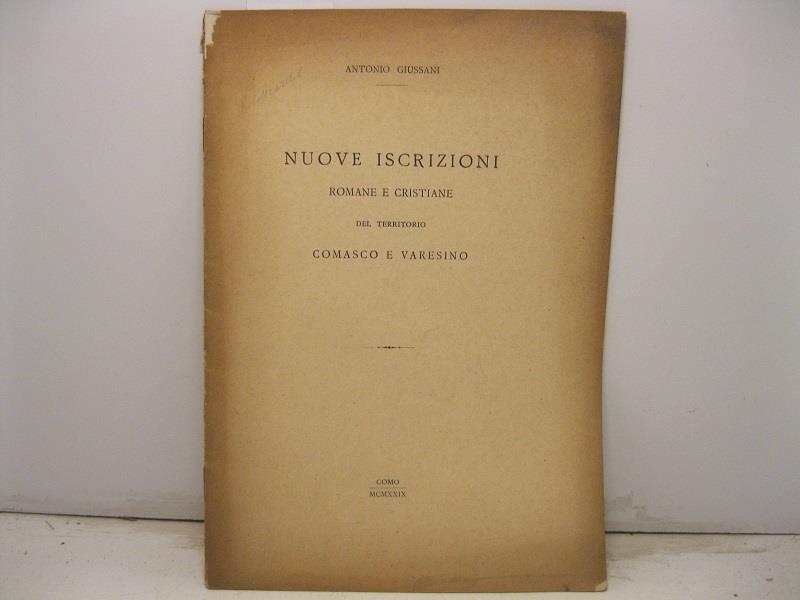 ANTONIO GIUSSANI
NUOVE ISCRIZIONI
ROMANE E CRISTIANE
DEL TERRITORIO
COMASCO E VARESINO
COMO
MCMXXIX